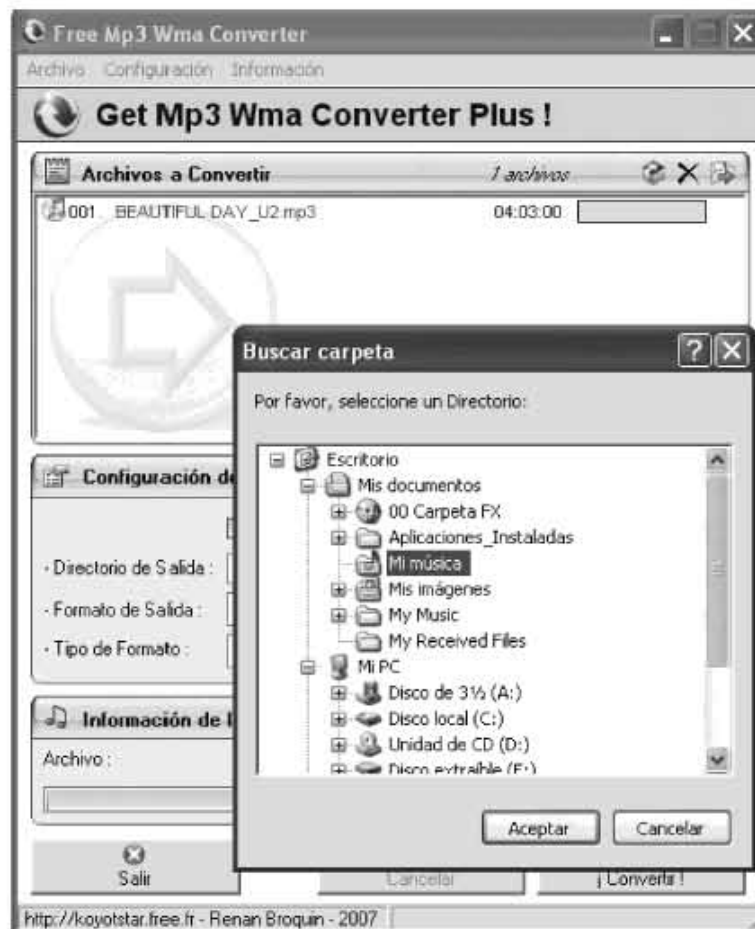 Free Mp3 Wma Converter
Archivo Configuración Información
Get Mp3 Wma Converter Plus !
Archivos a Convertir 1 archivos
001 BEAUTIFUL DAY_U2.mp3 04:03:00
Buscar carpeta
Por favor, seleccione un Directorio:
Escritorio
Mis documentos
00 Carpeta FX
Aplicaciones_Instaladas
Mi música
Mis imágenes
My Music
My Received Files
Mi PC
Disco de 3½ (A:)
Disco local (C:)
Unidad de CD (D:)
Disco extraíble (E:)
Aceptar Cancelar
Configuración de
- Directorio de Salida :
- Formato de Salida :
- Tipo de Formato :
Información de
Archivo :
Salir Cancelar ¡ Convertir !
http://koyotstar.free.fr - Renan Broquin - 2007